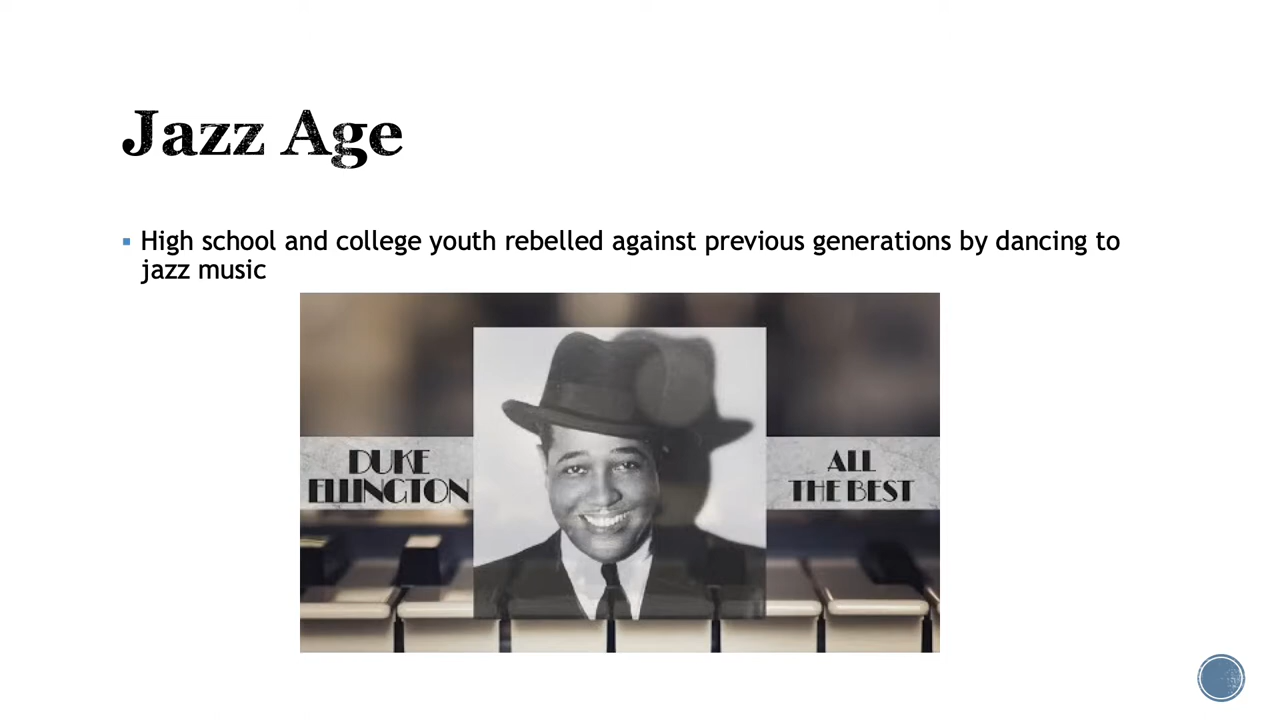 Jazz Age
High school and college youth rebelled against previous generations by dancing to
jazz music
DUKE
ELLINGTON
ALL
THE BEST